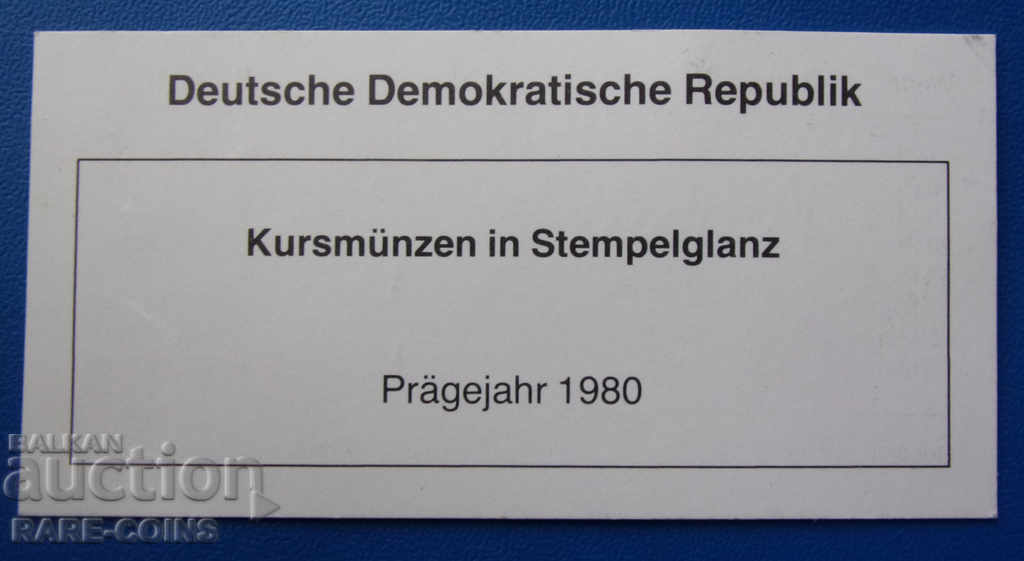 Deutsche Demokratische Republik
Kursmünzen in Stempelglanz
Prägejahr 1980
BALKAN
auction
RARE-COINS